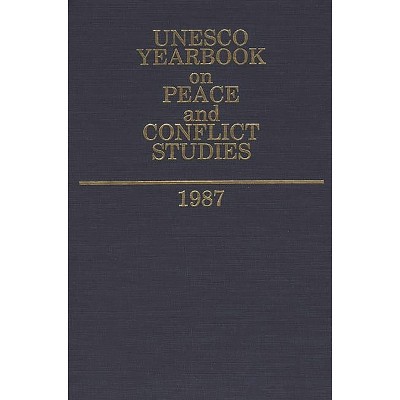 UNESCO
YEARBOOK
on
PEACE
and
CONFLICT
STUDIES
1987